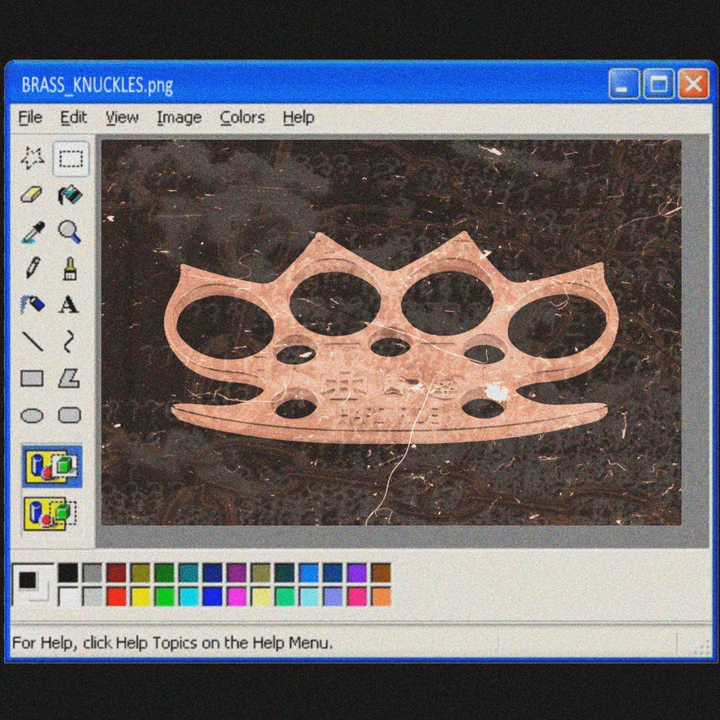 BRASS_KNUCKLES.png
File Edit View Image Colors Help
A
For Help, click Help Topics on the Help Menu.